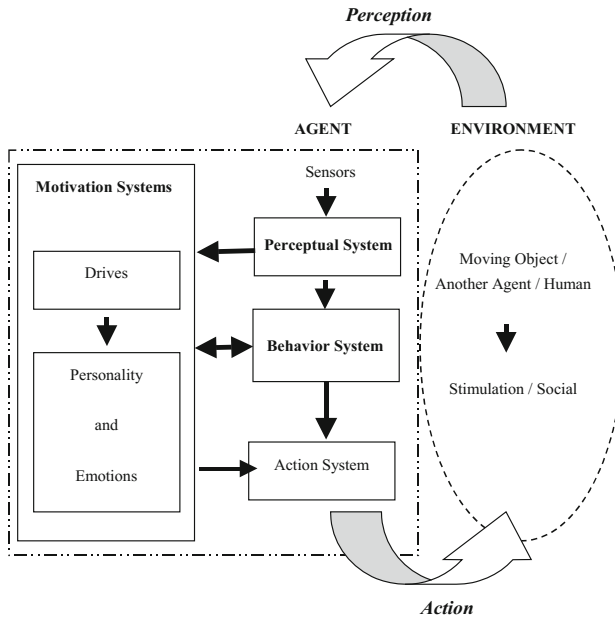 Perception
AGENT
ENVIRONMENT
Motivation Systems
Drives
Personality
and
Emotions
Sensors
Perceptual System
Behavior System
Action System
Moving Object /
Another Agent / Human
Stimulation / Social
Action